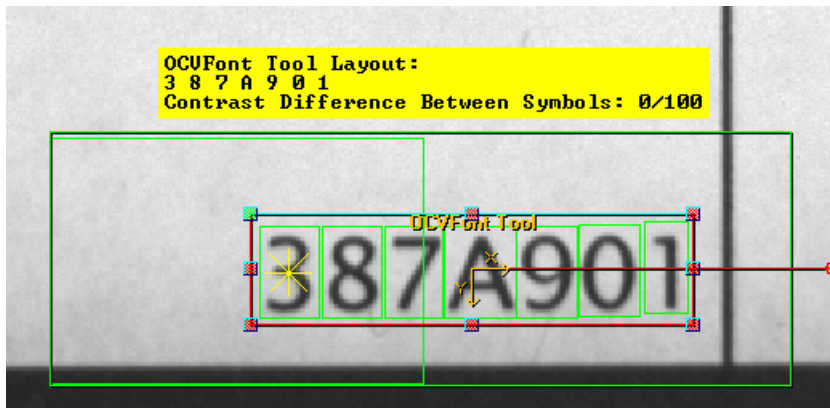 OCVFont Tool Layout:
3 8 7 A 9 0 1
Contrast Difference Between Symbols: 0/100
OCVFont Tool
387A901
X
Y